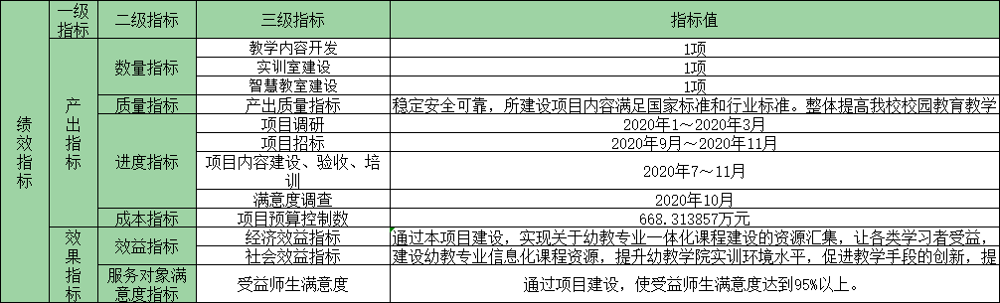 一级指标 二级指标 三级指标 指标值
绩效指标
产出指标
数量指标 教学内容开发 1项
实训室建设 1项
智慧教室建设 1项
质量指标 产出质量指标 稳定安全可靠，所建设项目内容满足国家标准和行业标准。整体提高我校校园教育教学
进度指标 项目调研 2020年1～2020年3月
项目招标 2020年9月～2020年11月
项目内容建设、验收、培训 2020年7～11月
满意度调查 2020年10月
成本指标 项目预算控制数 668.313857万元
效果指标
效益指标 经济效益指标 通过本项目建设，实现关于幼教专业一体化课程建设的资源汇集，让各类学习者受益，
社会效益指标 建设幼教专业信息化课程资源，提升幼教学院实训环境水平，促进教学手段的创新，提
服务对象满意度指标 受益师生满意度 通过项目建设，使受益师生满意度达到95%以上。